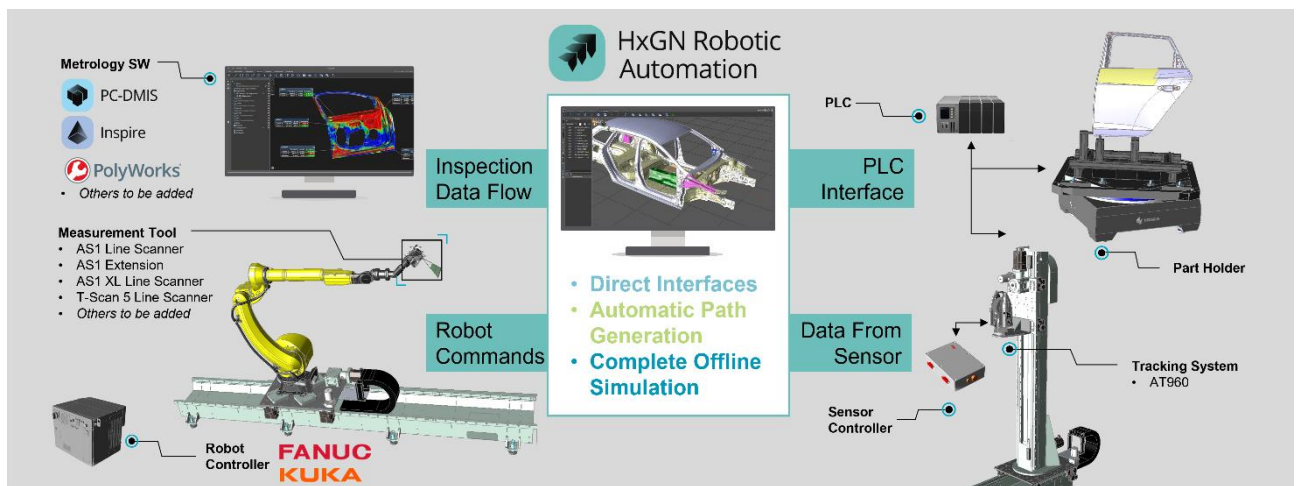 HxGN Robotic
Automation
Metrology SW
PC-DMIS
Inspire
PolyWorks
• Others to be added
Inspection
Data Flow
PLC
PLC
Interface
Part Holder
Measurement Tool
• AS1 Line Scanner
• AS1 Extension
• AS1 XL Line Scanner
• T-Scan 5 Line Scanner
• Others to be added
• Direct Interfaces
• Automatic Path
Generation
• Complete Offline
Simulation
Robot
Commands
Data From
Sensor
Tracking System
• AT960
Sensor
Controller
Robot
Controller
FANUC
KUKA